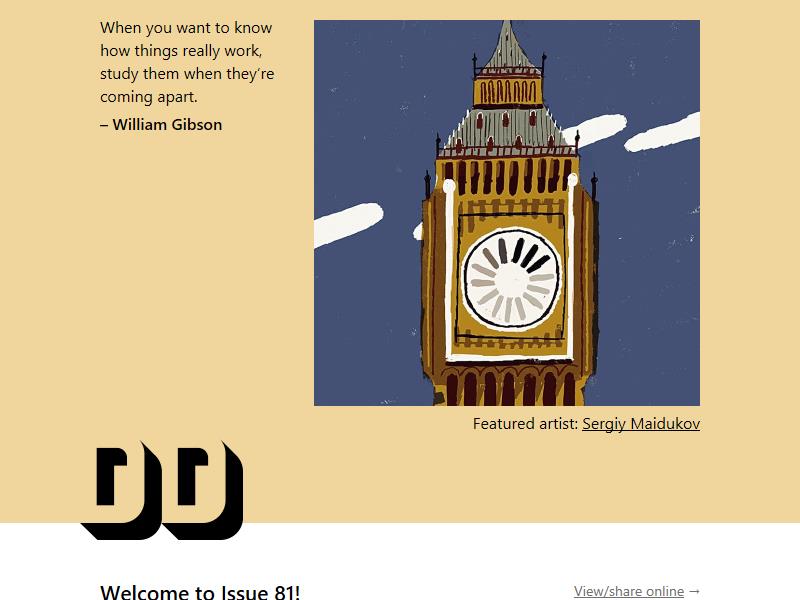 When you want to know
how things really work,
study them when they’re
coming apart.
– William Gibson
Featured artist: Sergiy Maidukov
DD
Welcome to Issue 81!
View/share online →